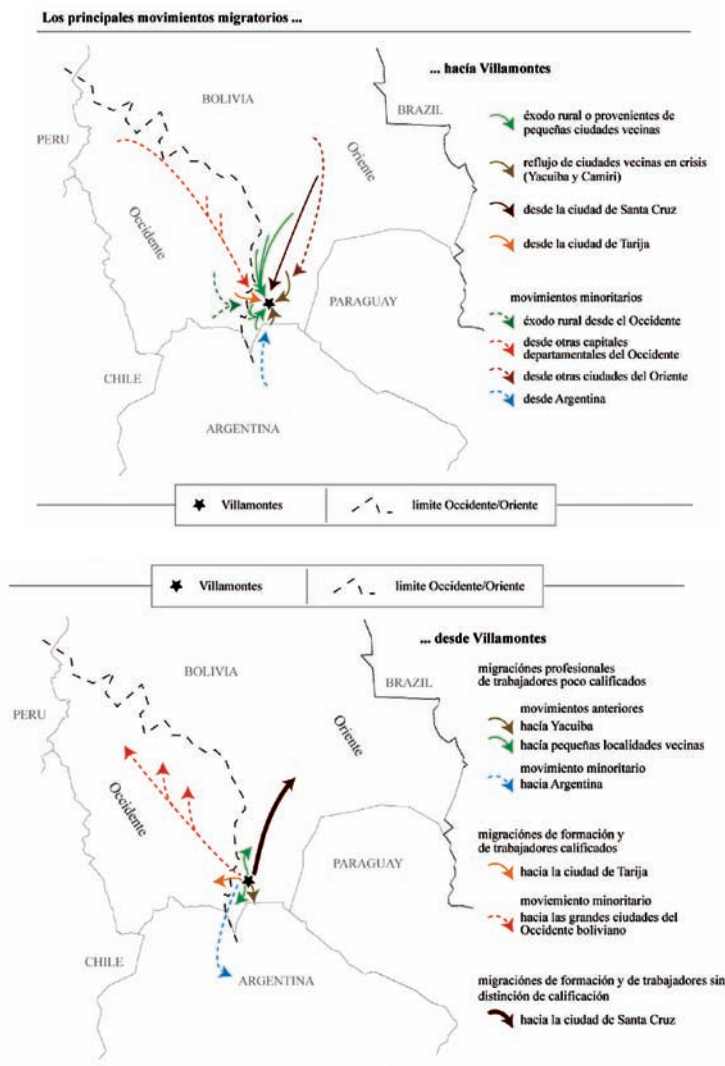 Los principales movimientos migratorios ...
... hacía Villamontes
BOLIVIA
BRAZIL
PERU
Oriente
Occidente
PARAGUAY
CHILE
ARGENTINA
éxodo rural o provenientes de
pequeñas ciudades vecinas
reflujo de ciudades vecinas en crisis
(Yacuiba y Camiri)
desde la ciudad de Santa Cruz
desde la ciudad de Tarija
movimientos minoritarios
éxodo rural desde el Occidente
desde otras capitales
departamentales del Occidente
desde otras ciudades del Oriente
desde Argentina
Villamontes
limite Occidente/Oriente
Villamontes
limite Occidente/Oriente
... desde Villamontes
BOLIVIA
BRAZIL
PERU
Oriente
Occidente
PARAGUAY
CHILE
ARGENTINA
migraciónes profesionales
de trabajadores poco calificados
movimientos anteriores
hacía Yacuiba
hacía pequeñas localidades vecinas
movimiento minoritario
hacia Argentina
migraciónes de formación y
de trabajadores calificados
hacia la ciudad de Tarija
moviemiento minoritario
hacia las grandes ciudades del
Occidente boliviano
migraciónes de formación y de trabajadores sin
distinción de calificación
hacia la ciudad de Santa Cruz